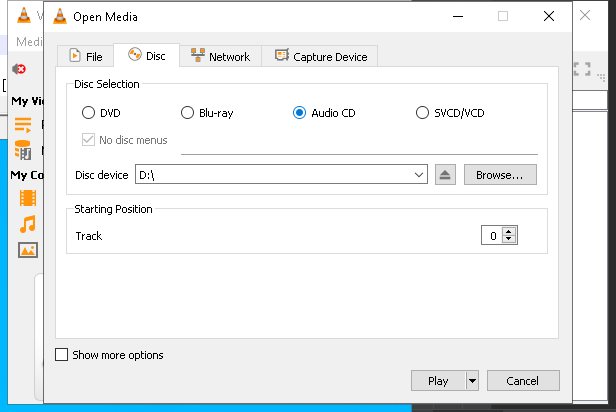 V
Open Media
Medi
File
Disc
Network
Capture Device
Disc Selection
My Vi
DVD
Blu-ray
Audio CD
SVCD/VCD
No disc menus
My Co
Disc device
D:\
Browse...
Starting Position
Track
0
Show more options
Play
Cancel